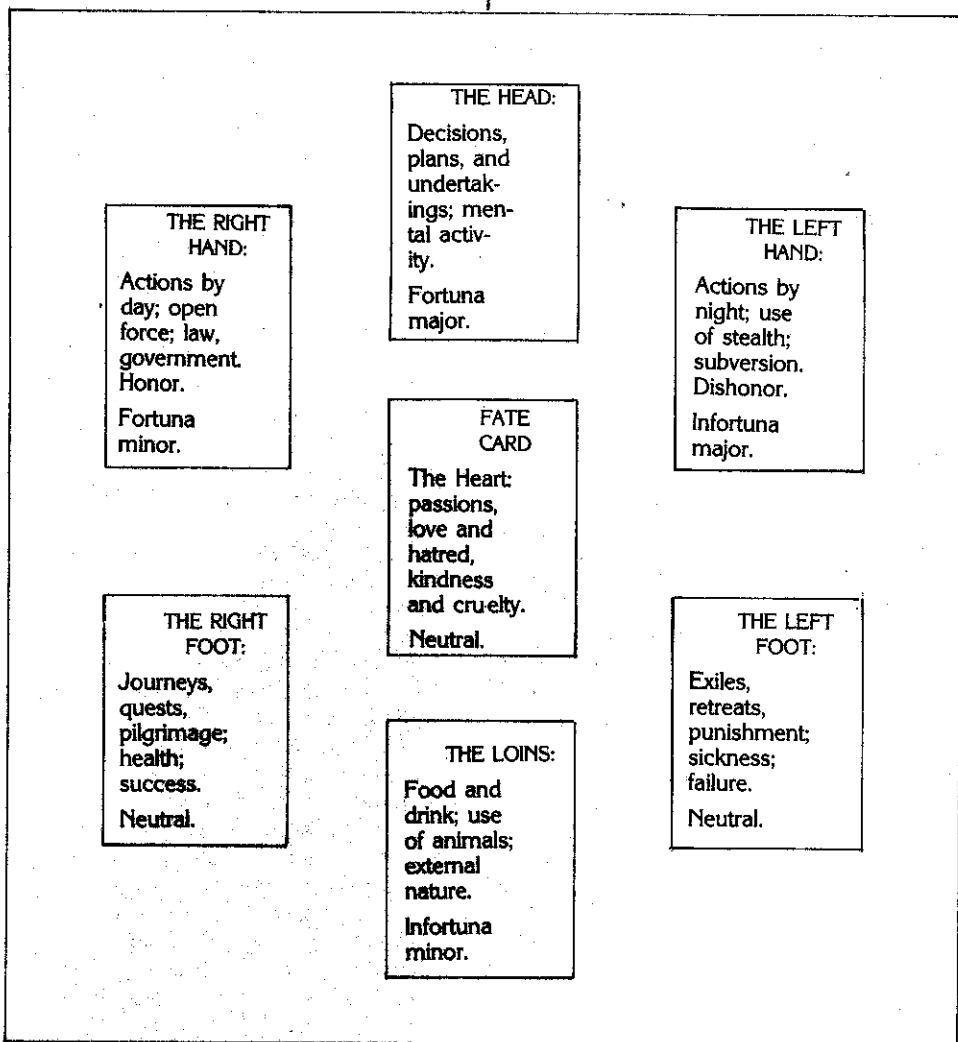 THE HEAD:
Decisions,
plans, and
undertak-
ings; men-
tal activ-
ity.
Fortuna
major.
THE RIGHT
HAND:
Actions by
day; open
force; law,
government.
Honor.
Fortuna
minor.
THE LEFT
HAND:
Actions by
night; use
of stealth;
subversion.
Dishonor.
Infortuna
major.
FATE
CARD
The Heart:
passions,
love and
hatred,
kindness
and cruelty.
Neutral.
THE RIGHT
FOOT:
Journeys,
quests,
pilgrimage;
health;
success.
Neutral.
THE LEFT
FOOT:
Exiles,
retreats,
punishment;
sickness;
failure.
Neutral.
THE LOINS:
Food and
drink; use
of animals;
external
nature.
Infortuna
minor.